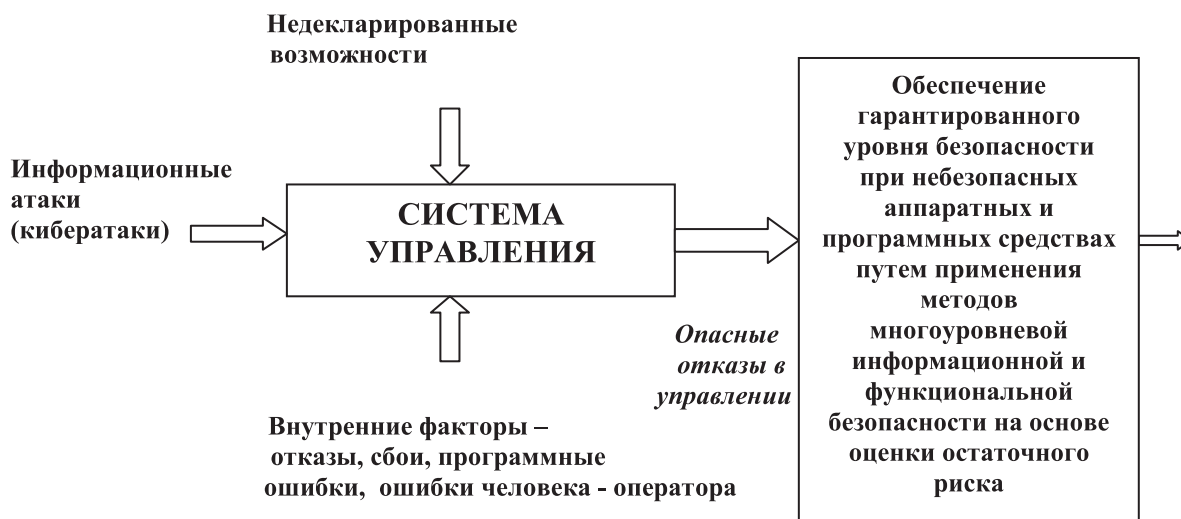 Недекларированные
возможности
Информационные
атаки
(кибератаки)
СИСТЕМА
УПРАВЛЕНИЯ
Внутренние факторы –
отказы, сбои, программные
ошибки, ошибки человека - оператора
Опасные
отказы в
управлении
Обеспечение
гарантированного
уровня безопасности
при небезопасных
аппаратных и
программных средствах
путем применения
методов
многоуровневой
информационной и
функциональной
безопасности на основе
оценки остаточного
риска